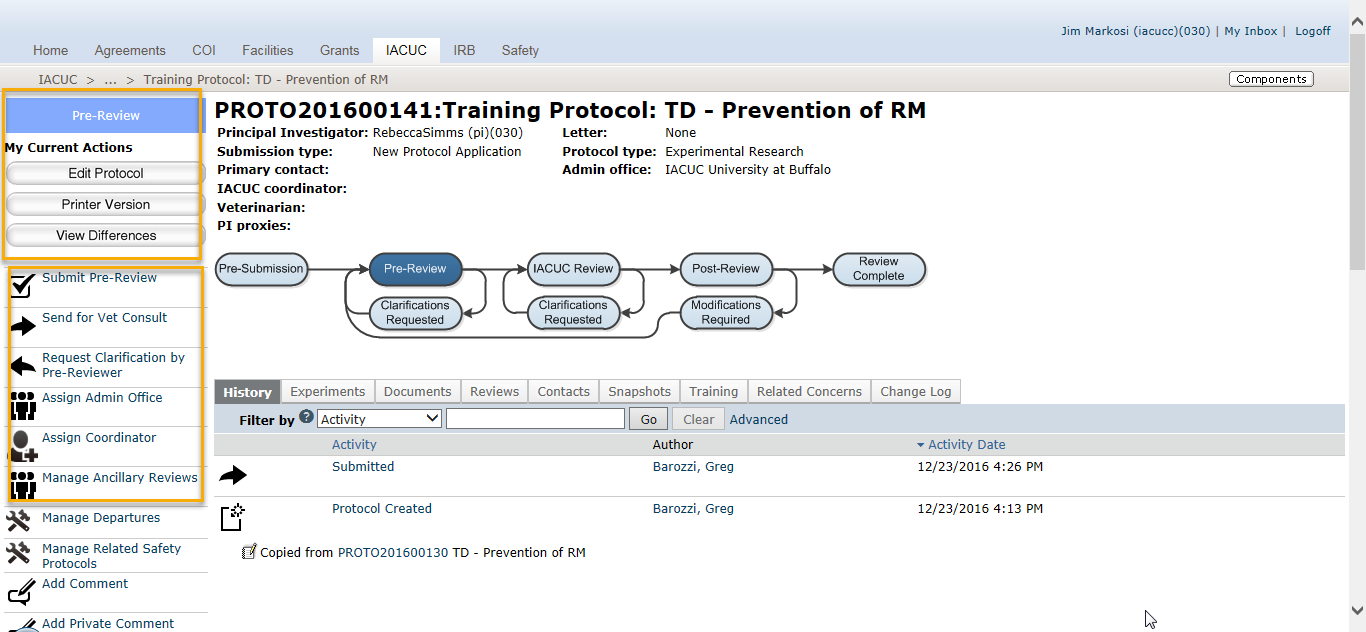 Jim Markosi (iacucc)(030) | My Inbox | Logoff
Home Agreements COI Facilities Grants IACUC IRB Safety
IACUC > ... > Training Protocol: TD - Prevention of RM
Components
Pre-Review
My Current Actions
Edit Protocol
Printer Version
View Differences
Submit Pre-Review
Send for Vet Consult
Request Clarification by
Pre-Reviewer
Assign Admin Office
Assign Coordinator
Manage Ancillary Reviews
Manage Departures
Manage Related Safety
Protocols
Add Comment
Add Private Comment
PROTO201600141:Training Protocol: TD - Prevention of RM
Principal Investigator: RebeccaSimms (pi)(030) Letter: None
Submission type: New Protocol Application Protocol type: Experimental Research
Primary contact: Admin office: IACUC University at Buffalo
IACUC coordinator:
Veterinarian:
PI proxies:
Pre-Submission
Pre-Review
IACUC Review
Post-Review
Review
Complete
Clarifications
Requested
Clarifications
Requested
Modifications
Required
History Experiments Documents Reviews Contacts Snapshots Training Related Concerns Change Log
Filter by ? Activity Go Clear Advanced
Activity Author Activity Date
Submitted Barozzi, Greg 12/23/2016 4:26 PM
Protocol Created Barozzi, Greg 12/23/2016 4:13 PM
Copied from PROTO201600130 TD - Prevention of RM